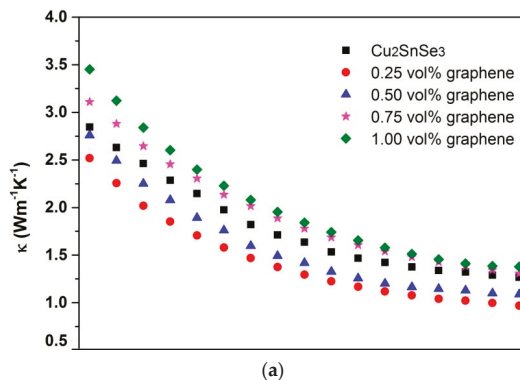 4.0
3.5
3.0
2.5
2.0
1.5
1.0
0.5
κ (Wm⁻¹K⁻¹)
Cu₂SnSe₃
0.25 vol% graphene
0.50 vol% graphene
0.75 vol% graphene
1.00 vol% graphene
(a)